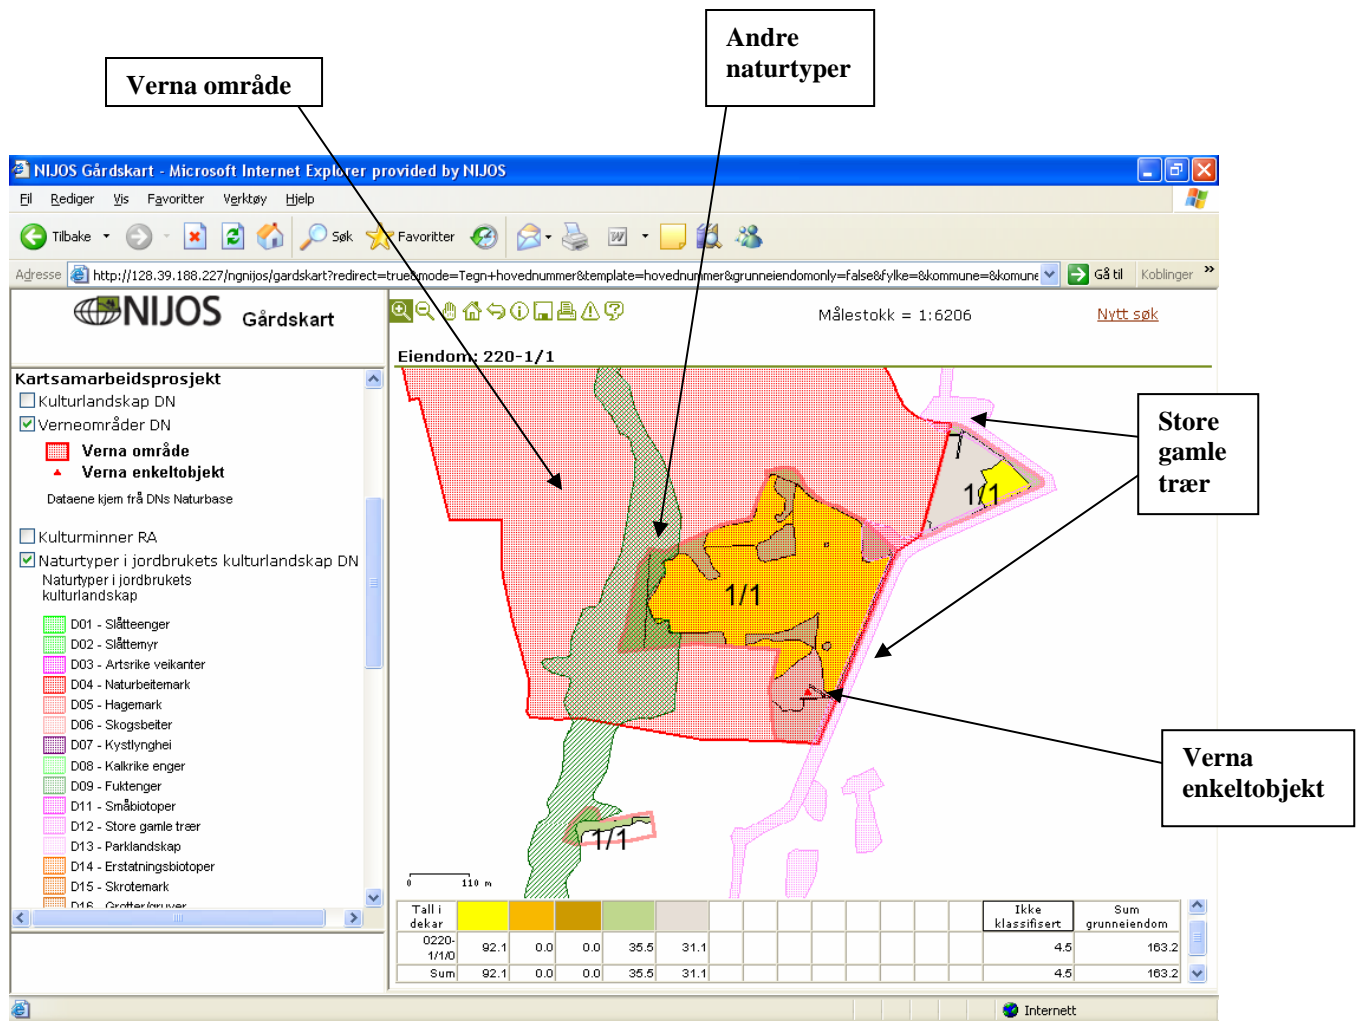 Andre
naturtyper
Verna område
NIJOS Gårdskart - Microsoft Internet Explorer provided by NIJOS
Fil Rediger Vis Favoritter Verktøy Hjelp
Tilbake Søk Favoritter
Adresse http://128.39.188.227/ngnijos/gardskart?redirect=true&mode=Tegn+hovednummer&template=hovednummer&grunneiendomonly=false&fylke=&kommune=&komune Gå til Koblinger »
NIJOS Gårdskart
Målestokk = 1:6206 Nytt søk
Eiendom: 220-1/1
Kartsamarbeidsprosjekt
Kulturlandskap DN
Verneområder DN
Verna område
Verna enkeltobjekt
Dataene kjem frå DNs Naturbase
Kulturminner RA
Naturtyper i jordbrukets kulturlandskap DN
Naturtyper i jordbrukets
kulturlandskap
D01 - Slåtteenger
D02 - Slåttemyr
D03 - Artsrike veikanter
D04 - Naturbeitemark
D05 - Hagemark
D06 - Skogsbeiter
D07 - Kystlynghei
D08 - Kalkrike enger
D09 - Fuktenger
D11 - Småbiotoper
D12 - Store gamle trær
D13 - Parklandskap
D14 - Erstatningsbiotoper
D15 - Skrotemark
D16 - Grotter/gruver
1/1
1/1
1/1
Store
gamle
trær
Verna
enkeltobjekt
0 110 m
Tall i
dekar
Ikke
klassifisert
Sum
grunneiendom
0220-
1/1/0 92.1 0.0 0.0 35.5 31.1 4.5 163.2
Sum 92.1 0.0 0.0 35.5 31.1 4.5 163.2
Internett